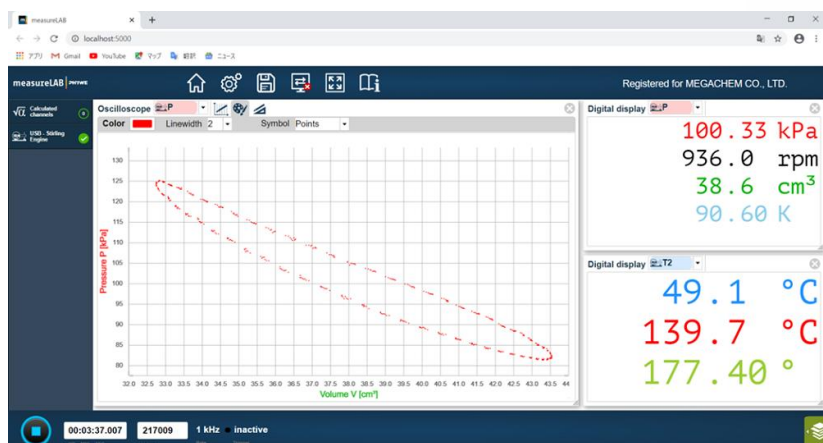 measureLAB
localhost:5000
アプリ Gmail YouTube マップ 翻訳 ニュース
measureLAB PHYWE
Registered for MEGACHEM CO., LTD.
Calculated channels
USB - Stirling Engine
Oscilloscope P
Color Linewidth 2 Symbol Points
Pressure P [kPa]
130
125
120
115
110
105
100
95
90
85
80
32.0 32.5 33.0 33.5 34.0 34.5 35.0 35.5 36.0 36.5 37.0 37.5 38.0 38.5 39.0 39.5 40.0 40.5 41.0 41.5 42.0 42.5 43.0 43.5 44
Volume V [cm³]
Digital display P
100.33 kPa
936.0 rpm
38.6 cm³
90.60 K
Digital display T2
49.1 °C
139.7 °C
177.40 °
00:03:37.007 217009 1 kHz inactive